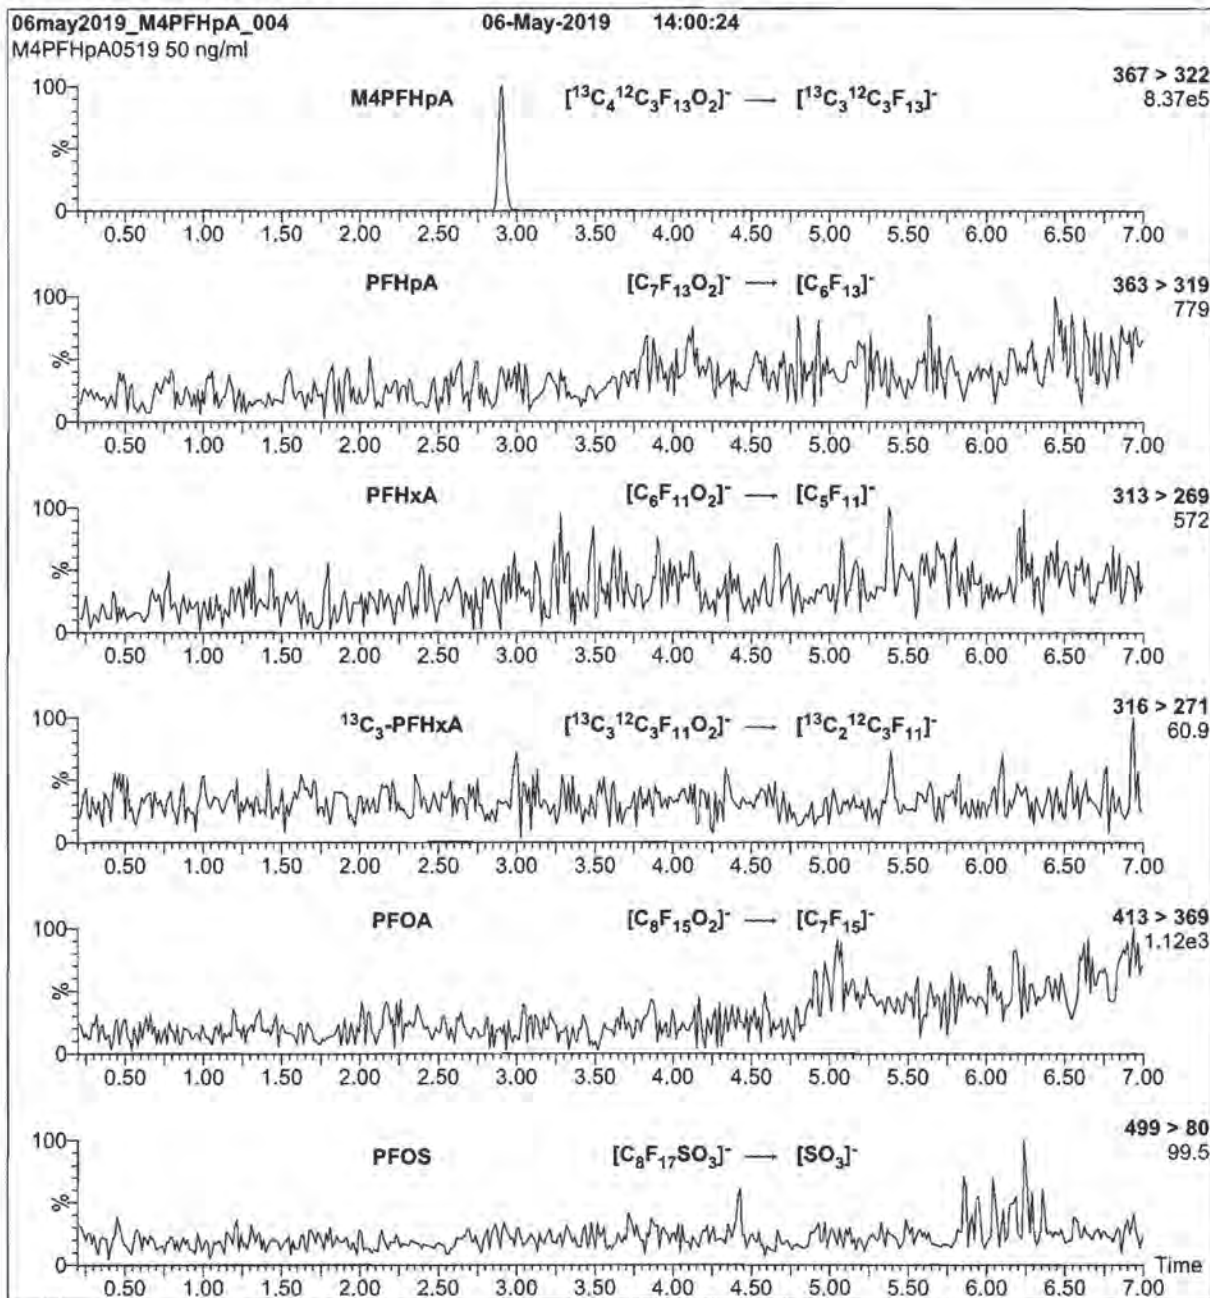 06may2019_M4PFHpA_004 06-May-2019 14:00:24
M4PFHpA0519 50 ng/ml
367 > 322
100 M4PFHpA [¹³C₄¹²C₃F₁₃O₂]⁻ → [¹³C₃¹²C₃F₁₃]⁻ 8.37e5
%
0
0.50 1.00 1.50 2.00 2.50 3.00 3.50 4.00 4.50 5.00 5.50 6.00 6.50 7.00
PFHpA [C₇F₁₃O₂]⁻ → [C₆F₁₃]⁻ 363 > 319
100 779
%
0
0.50 1.00 1.50 2.00 2.50 3.00 3.50 4.00 4.50 5.00 5.50 6.00 6.50 7.00
PFHxA [C₆F₁₁O₂]⁻ → [C₅F₁₁]⁻ 313 > 269
100 572
%
0
0.50 1.00 1.50 2.00 2.50 3.00 3.50 4.00 4.50 5.00 5.50 6.00 6.50 7.00
¹³C₃-PFHxA [¹³C₃¹²C₃F₁₁O₂]⁻ → [¹³C₂¹²C₃F₁₁]⁻ 316 > 271
100 60.9
%
0
0.50 1.00 1.50 2.00 2.50 3.00 3.50 4.00 4.50 5.00 5.50 6.00 6.50 7.00
PFOA [C₈F₁₅O₂]⁻ → [C₇F₁₅]⁻ 413 > 369
100 1.12e3
%
0
0.50 1.00 1.50 2.00 2.50 3.00 3.50 4.00 4.50 5.00 5.50 6.00 6.50 7.00
499 > 80
100 PFOS [C₈F₁₇SO₃]⁻ → [SO₃]⁻ 99.5
%
0 Time
0.50 1.00 1.50 2.00 2.50 3.00 3.50 4.00 4.50 5.00 5.50 6.00 6.50 7.00